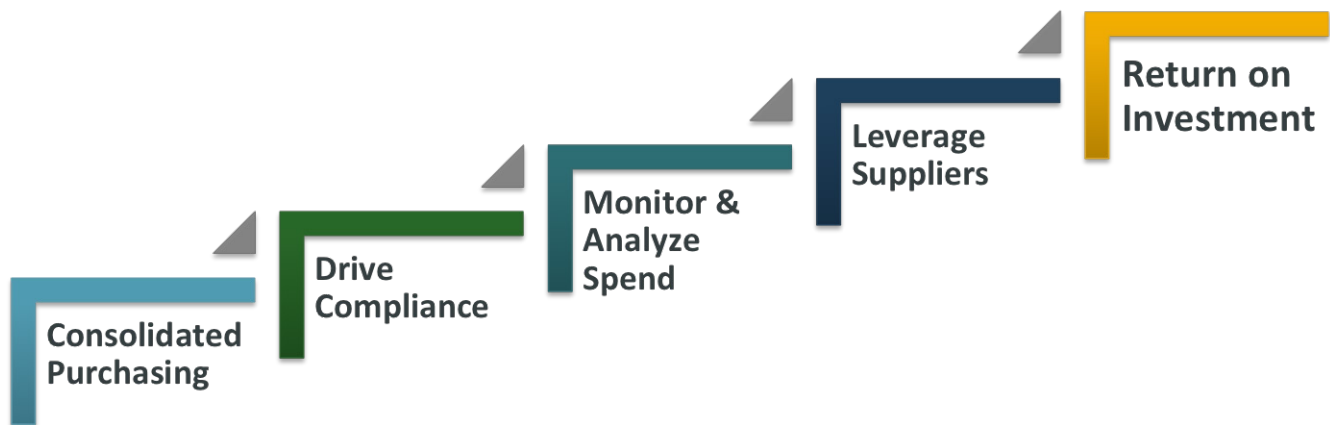 Consolidated
Purchasing
Drive
Compliance
Monitor &
Analyze
Spend
Leverage
Suppliers
Return on
Investment